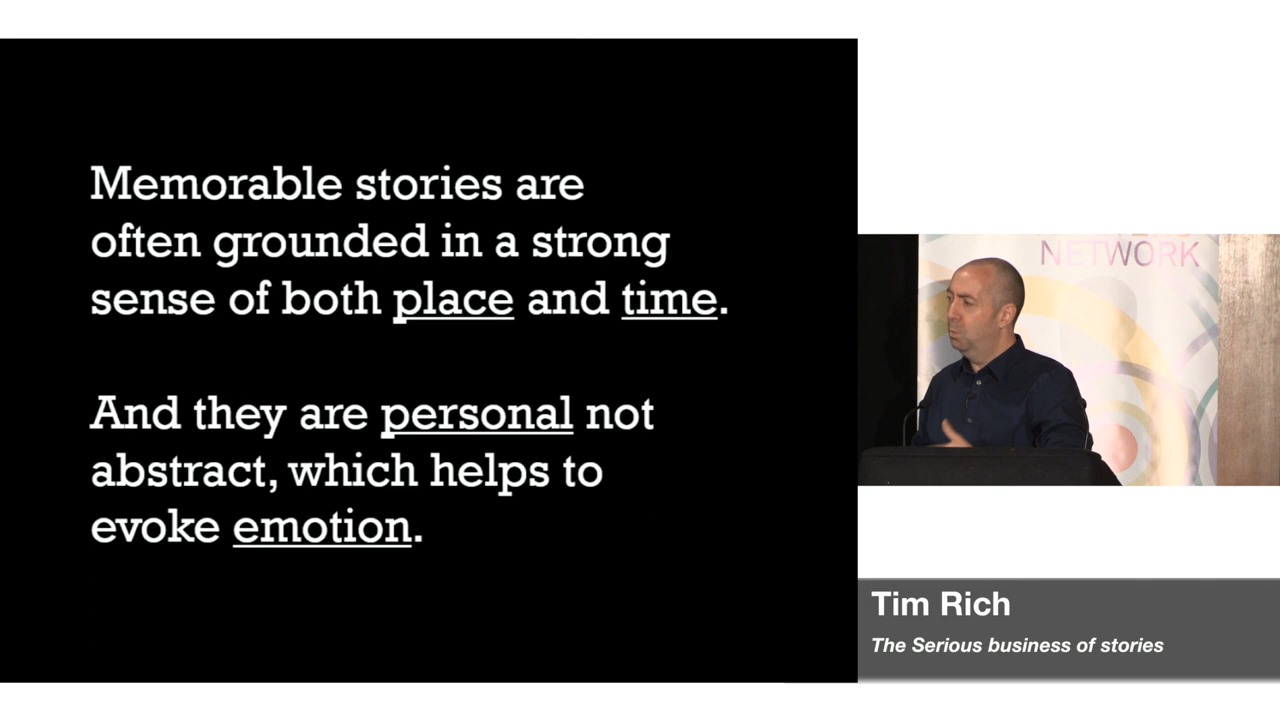 Memorable stories are
often grounded in a strong
sense of both place and time.
And they are personal not
abstract, which helps to
evoke emotion.
NETWORK
Tim Rich
The Serious business of stories